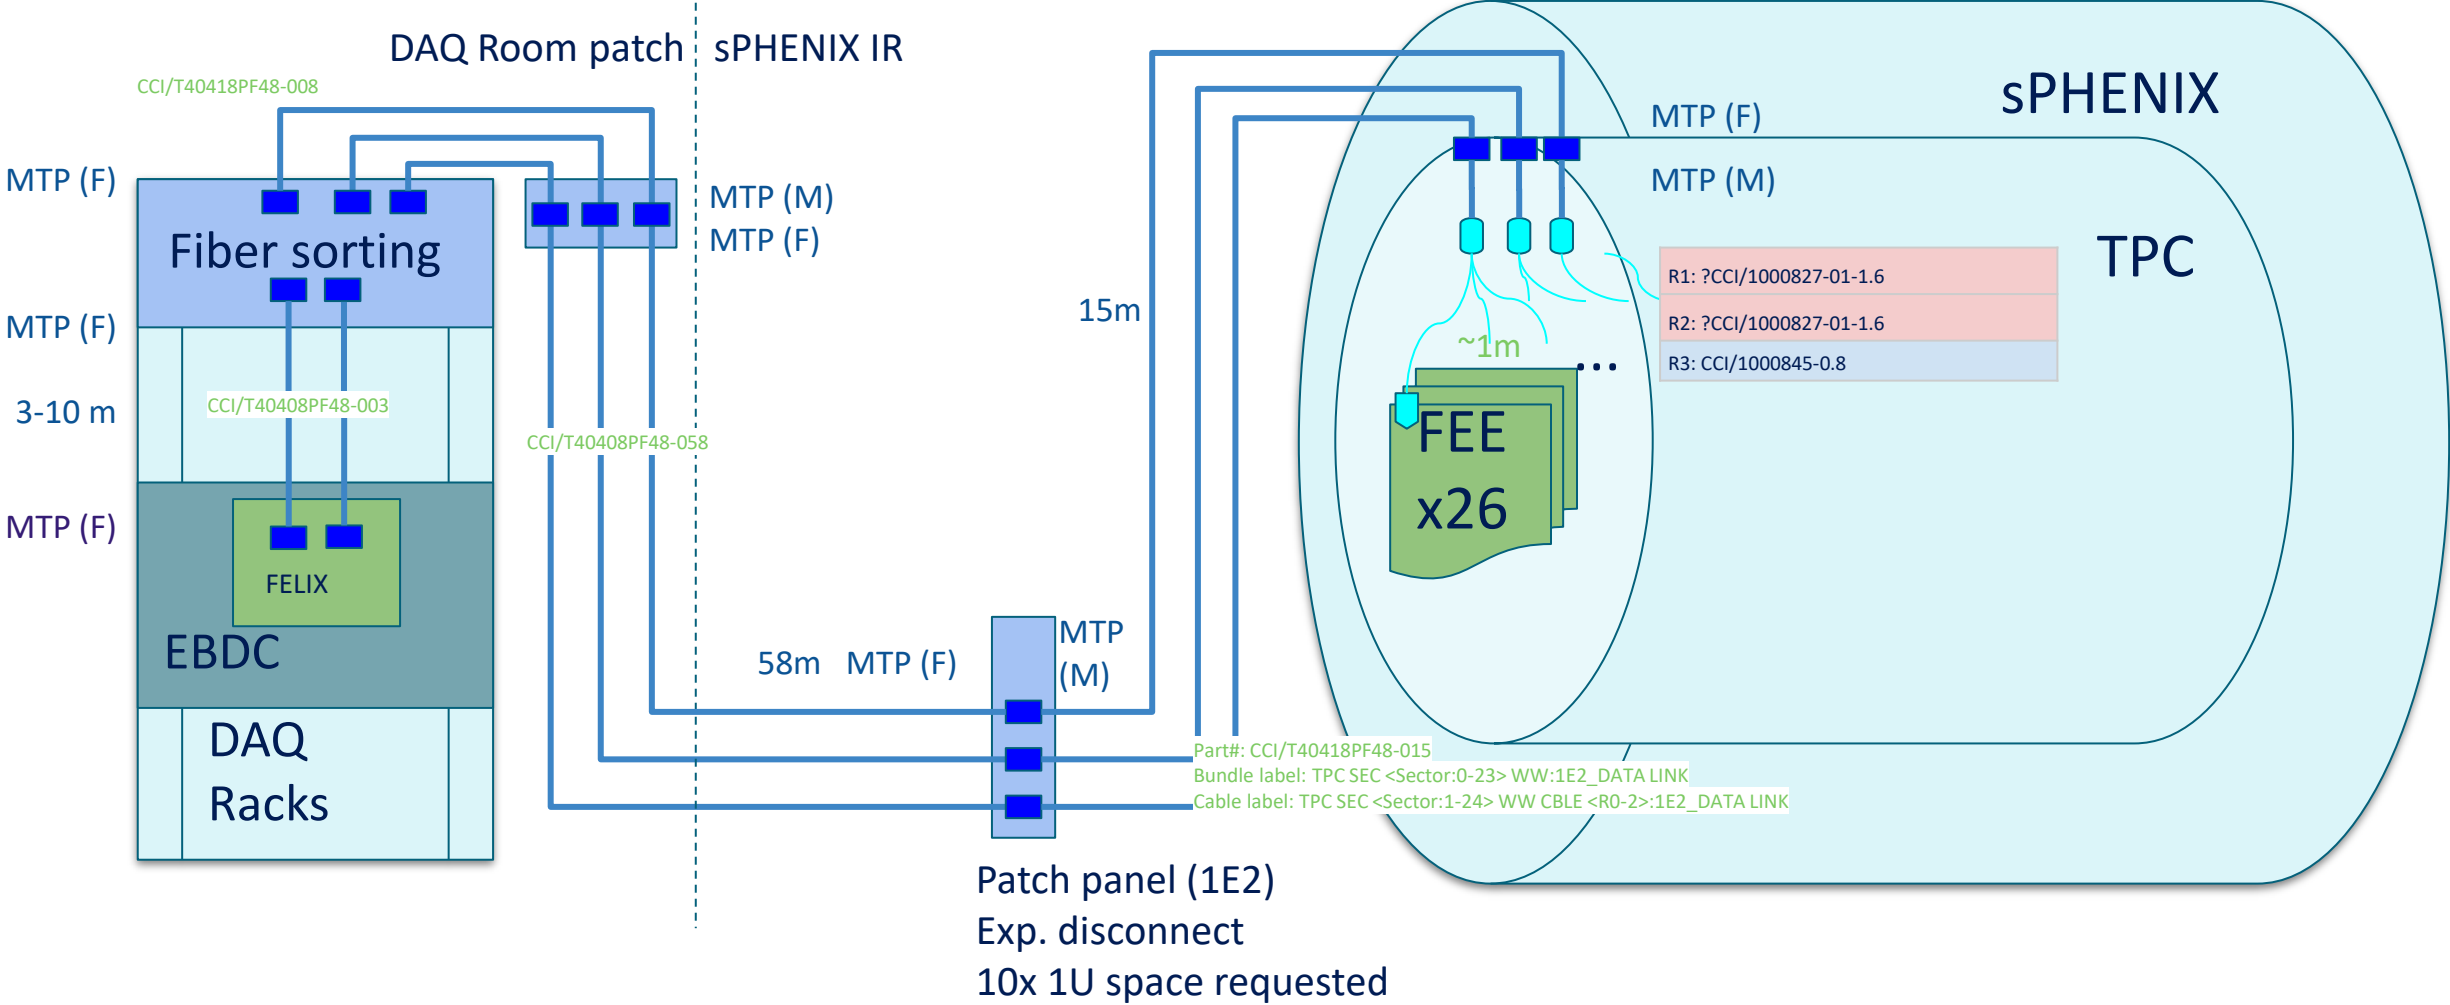 DAQ Room patch
sPHENIX IR
CCI/T40418PF48-008
sPHENIX
MTP (F)
MTP (M)
MTP (F)
MTP (M)
MTP (F)
Fiber sorting
TPC
R1: ?CCI/1000827-01-1.6
R2: ?CCI/1000827-01-1.6
R3: CCI/1000845-0.8
15m
MTP (F)
~1m
...
3-10 m
CCI/T40408PF48-003
CCI/T40408PF48-058
FEE
x26
MTP (F)
FELIX
EBDC
58m MTP (F)
MTP
(M)
DAQ
Racks
Part#: CCI/T40418PF48-015
Bundle label: TPC SEC <Sector:0-23> WW:1E2_DATA LINK
Cable label: TPC SEC <Sector:1-24> WW CBLE <R0-2>:1E2_DATA LINK
Patch panel (1E2)
Exp. disconnect
10x 1U space requested